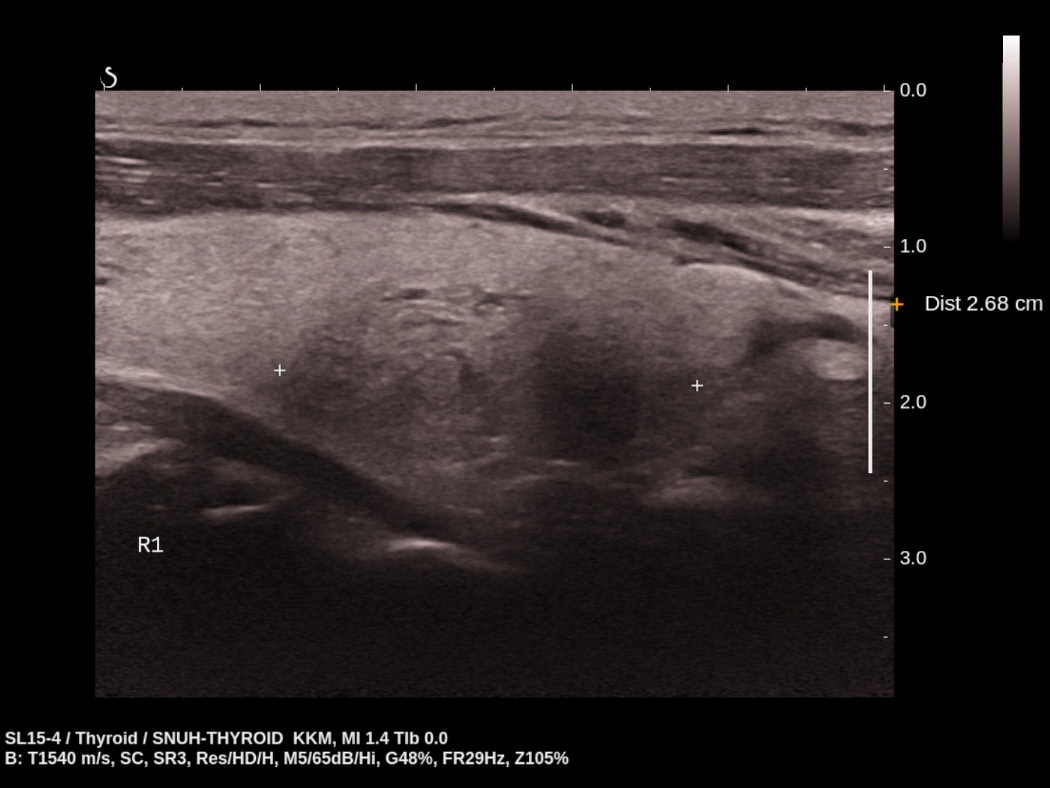 S
0.0
1.0
Dist 2.68 cm
2.0
R1
3.0
SL15-4 / Thyroid / SNUH-THYROID  KKM, MI 1.4 TIb 0.0
B: T1540 m/s, SC, SR3, Res/HD/H, M5/65dB/Hi, G48%, FR29Hz, Z105%